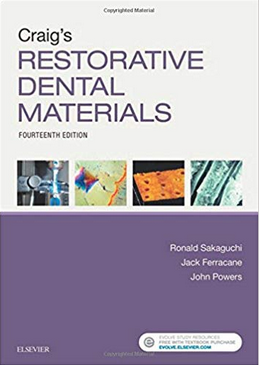 Craig's
RESTORATIVE
DENTAL
MATERIALS
FOURTEENTH EDITION
Ronald Sakaguchi
Jack Ferracane
John Powers
ELSEVIER
EVOLVE STUDY RESOURCES
FREE WITH TEXTBOOK PURCHASE
EVOLVE.ELSEVIER.COM